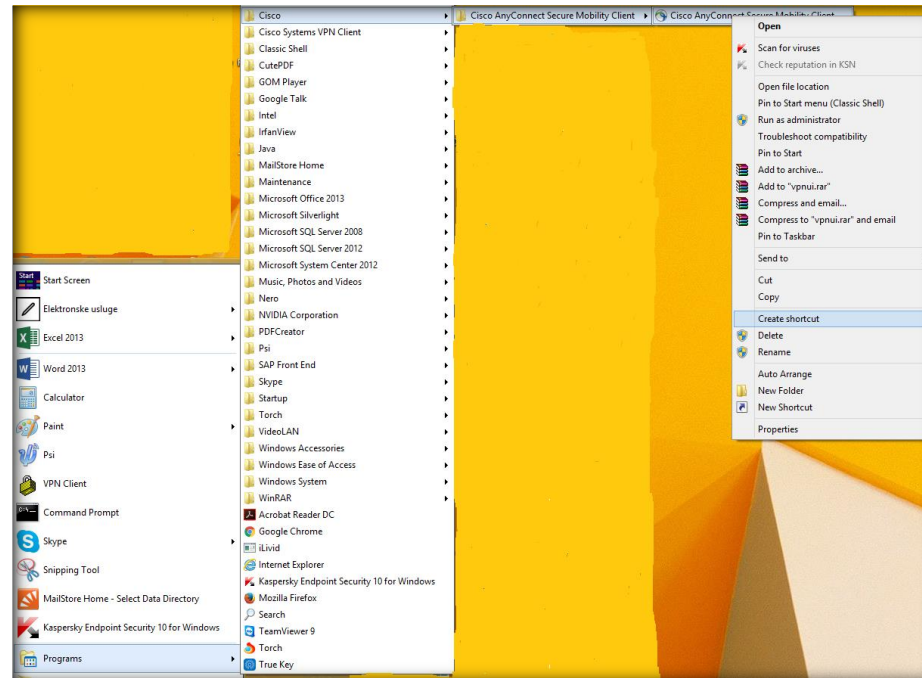 Start Screen
Elektronske usluge
Excel 2013
Word 2013
Calculator
Paint
Psi
VPN Client
Command Prompt
Skype
Snipping Tool
MailStore Home - Select Data Directory
Kaspersky Endpoint Security 10 for Windows
Programs
Cisco
Cisco Systems VPN Client
Classic Shell
CutePDF
GOM Player
Google Talk
Intel
IrfanView
Java
MailStore Home
Maintenance
Microsoft Office 2013
Microsoft Silverlight
Microsoft SQL Server 2008
Microsoft SQL Server 2012
Microsoft System Center 2012
Music, Photos and Videos
Nero
NVIDIA Corporation
PDFCreator
Psi
SAP Front End
Skype
Startup
Torch
VideoLAN
Windows Accessories
Windows Ease of Access
Windows System
WinRAR
Acrobat Reader DC
Google Chrome
iLivid
Internet Explorer
Kaspersky Endpoint Security 10 for Windows
Mozilla Firefox
Search
TeamViewer 9
Torch
True Key
Cisco AnyConnect Secure Mobility Client
Cisco AnyConnect Secure Mobility Client
Open
Scan for viruses
Check reputation in KSN
Open file location
Pin to Start menu (Classic Shell)
Run as administrator
Troubleshoot compatibility
Pin to Start
Add to archive...
Add to "vpnui.rar"
Compress and email...
Compress to "vpnui.rar" and email
Pin to Taskbar
Send to
Cut
Copy
Create shortcut
Delete
Rename
Auto Arrange
New Folder
New Shortcut
Properties